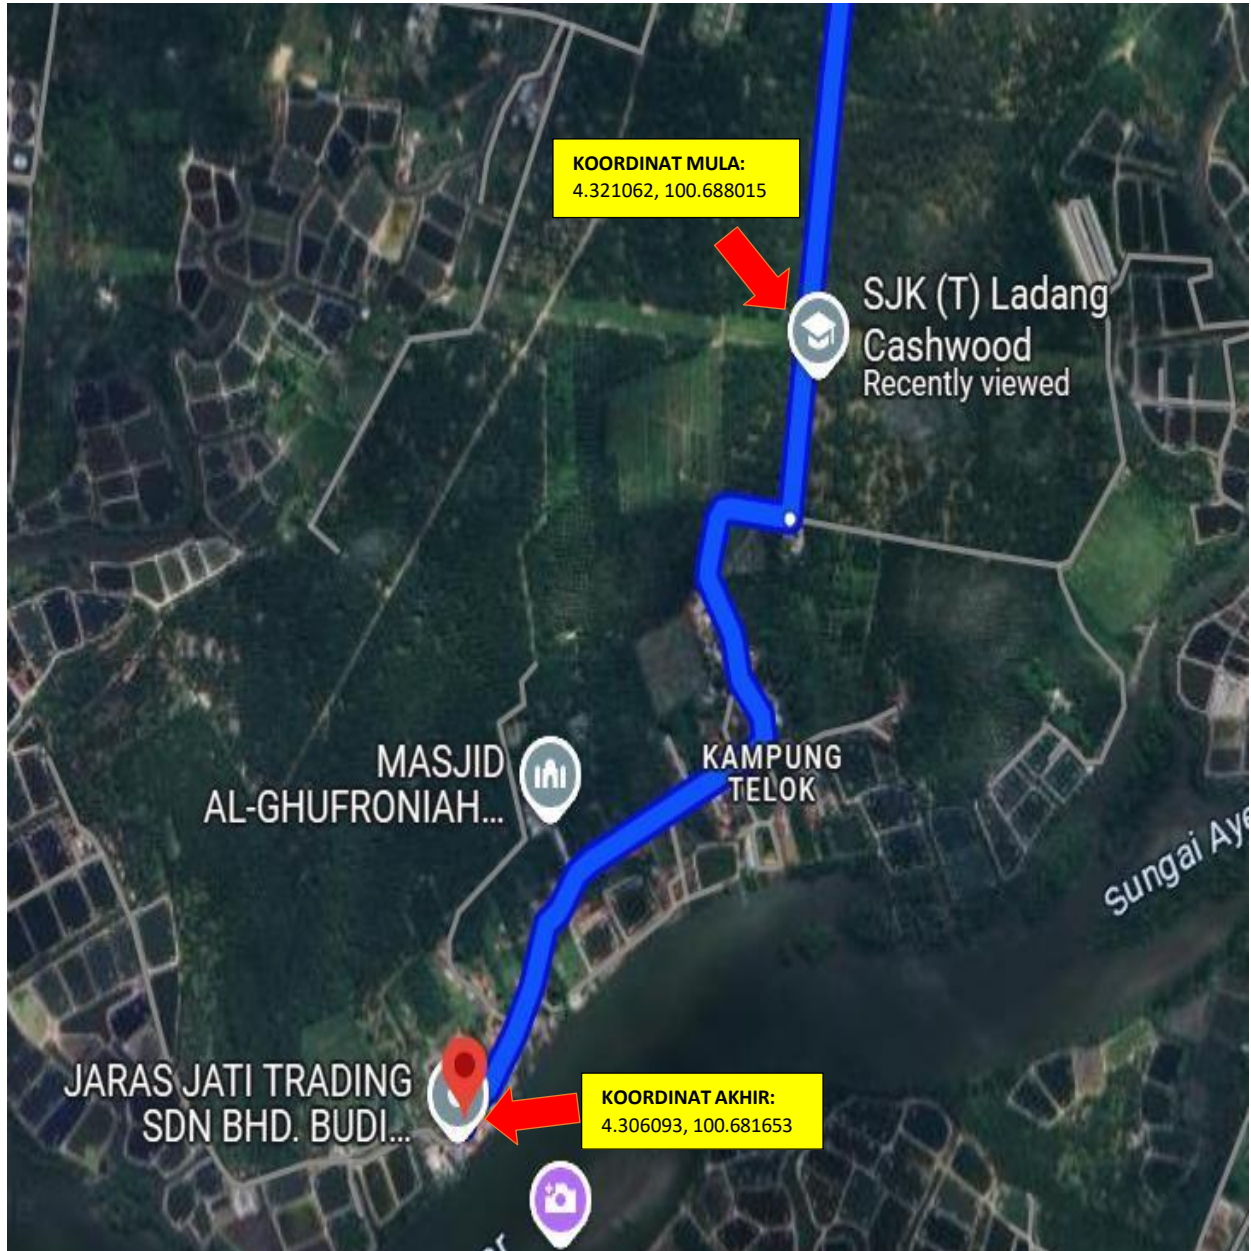 KOORDINAT MULA:
4.321062, 100.688015
SJK (T) Ladang
Cashwood
Recently viewed
MASJID
AL-GHUFRONIAH...
KAMPUNG
TELOK
Sungai Aye
JARAS JATI TRADING
SDN BHD. BUDI...
KOORDINAT AKHIR:
4.306093, 100.681653